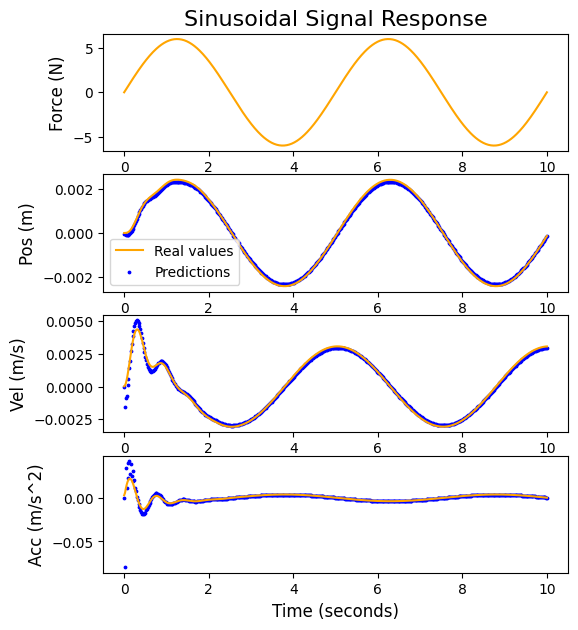 Sinusoidal Signal Response
Force (N)
5
0
−5
0 2 4 6 8 10
Pos (m)
0.002
0.000
−0.002
Real values
Predictions
0 2 4 6 8 10
Vel (m/s)
0.0050
0.0025
0.0000
−0.0025
0 2 4 6 8 10
Acc (m/s^2)
0.00
−0.05
0 2 4 6 8 10
Time (seconds)